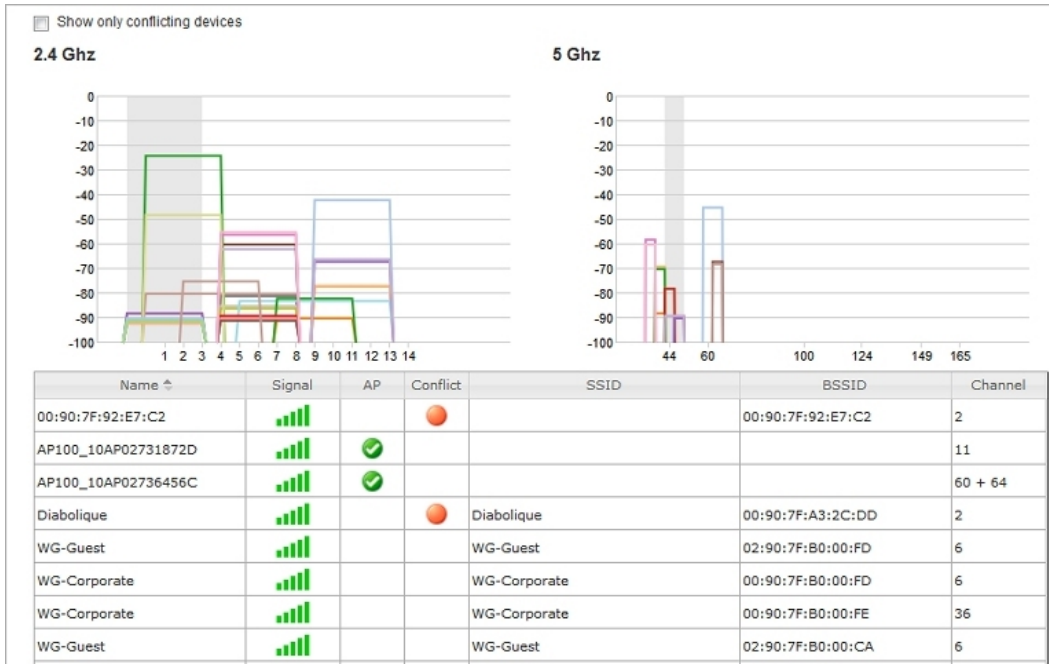 Show only conflicting devices
2.4 Ghz
5 Ghz
0
-10
-20
-30
-40
-50
-60
-70
-80
-90
-100
1 2 3 4 5 6 7 8 9 10 11 12 13 14
0
-10
-20
-30
-40
-50
-60
-70
-80
-90
-100
44 60 100 124 149 165
Name Signal AP Conflict SSID BSSID Channel
00:90:7F:92:E7:C2 00:90:7F:92:E7:C2 2
AP100_10AP02731872D 11
AP100_10AP02736456C 60 + 64
Diabolique Diabolique 00:90:7F:A3:2C:DD 2
WG-Guest WG-Guest 02:90:7F:B0:00:FD 6
WG-Corporate WG-Corporate 00:90:7F:B0:00:FD 6
WG-Corporate WG-Corporate 00:90:7F:B0:00:FE 36
WG-Guest WG-Guest 02:90:7F:B0:00:CA 6